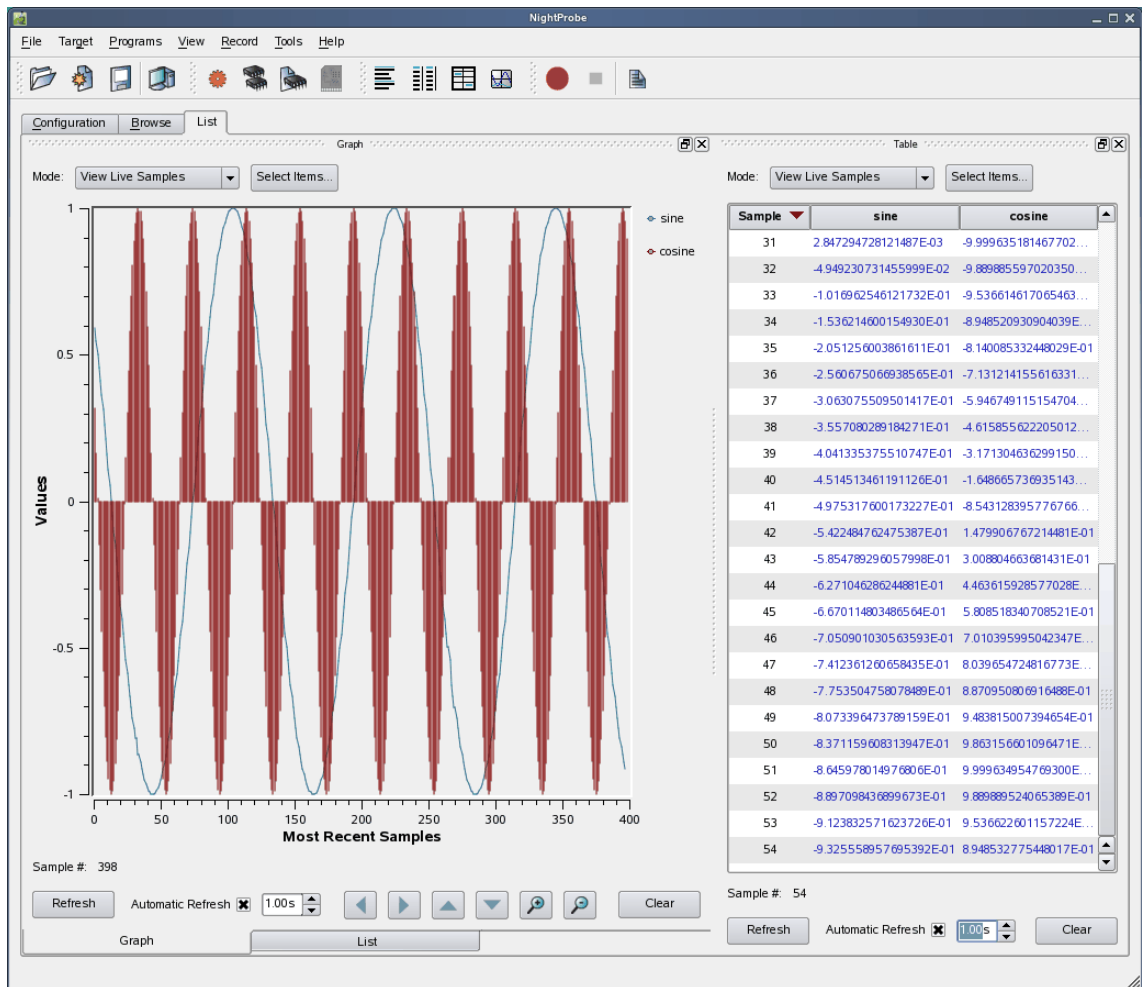 NightProbe
File Target Programs View Record Tools Help
Configuration Browse List
Graph
Mode: View Live Samples Select Items...
1
0.5
0
-0.5
-1
Values
0 50 100 150 200 250 300 350 400
Most Recent Samples
sine
cosine
Sample #: 398
Refresh Automatic Refresh 1.00s Clear
Graph List
Table
Mode: View Live Samples Select Items...
Sample sine cosine
31 2.847294728121487E-03 -9.999635181467702...
32 -4.949230731455999E-02 -9.889885597020350...
33 -1.016962546121732E-01 -9.536614617065463...
34 -1.536214600154930E-01 -8.948520930904039E...
35 -2.051256003861611E-01 -8.140085332448029E-01
36 -2.560675066938565E-01 -7.131214155616331...
37 -3.063075509501417E-01 -5.946749115154704...
38 -3.557080289184271E-01 -4.615855622205012...
39 -4.041335375510747E-01 -3.171304636299150...
40 -4.514513461191126E-01 -1.648665736935143...
41 -4.975317600173227E-01 -8.543128395776766...
42 -5.422484762475387E-01 1.479906767214481E-01
43 -5.854789296057998E-01 3.008804663681431E-01
44 -6.271046286244881E-01 4.463615928577028E...
45 -6.670114803486564E-01 5.808518340708521E-01
46 -7.050901030563593E-01 7.010395995042347E...
47 -7.412361260658435E-01 8.039654724816773E...
48 -7.753504758078489E-01 8.870950806916488E-01
49 -8.073396473789159E-01 9.483815007394654E-01
50 -8.371159608313947E-01 9.863156601096471E...
51 -8.645978014976806E-01 9.999634954769300E...
52 -8.897098436899673E-01 9.889889524065389E-01
53 -9.123832571623726E-01 9.536622601157224E...
54 -9.325558957695392E-01 8.948532775448017E-01
Sample #: 54
Refresh Automatic Refresh 1.00s Clear